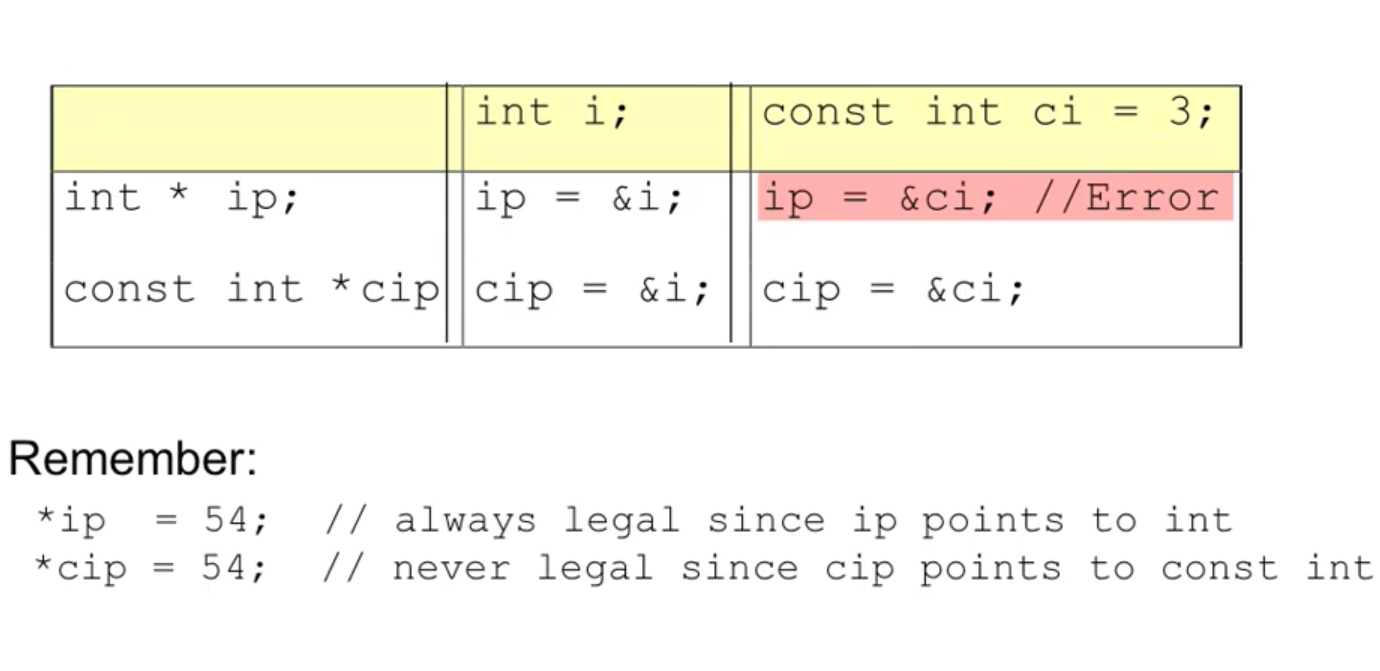 int i; const int ci = 3;
int * ip; ip = &i; ip = &ci; //Error
const int *cip cip = &i; cip = &ci;
Remember:
*ip = 54; // always legal since ip points to int
*cip = 54; // never legal since cip points to const int